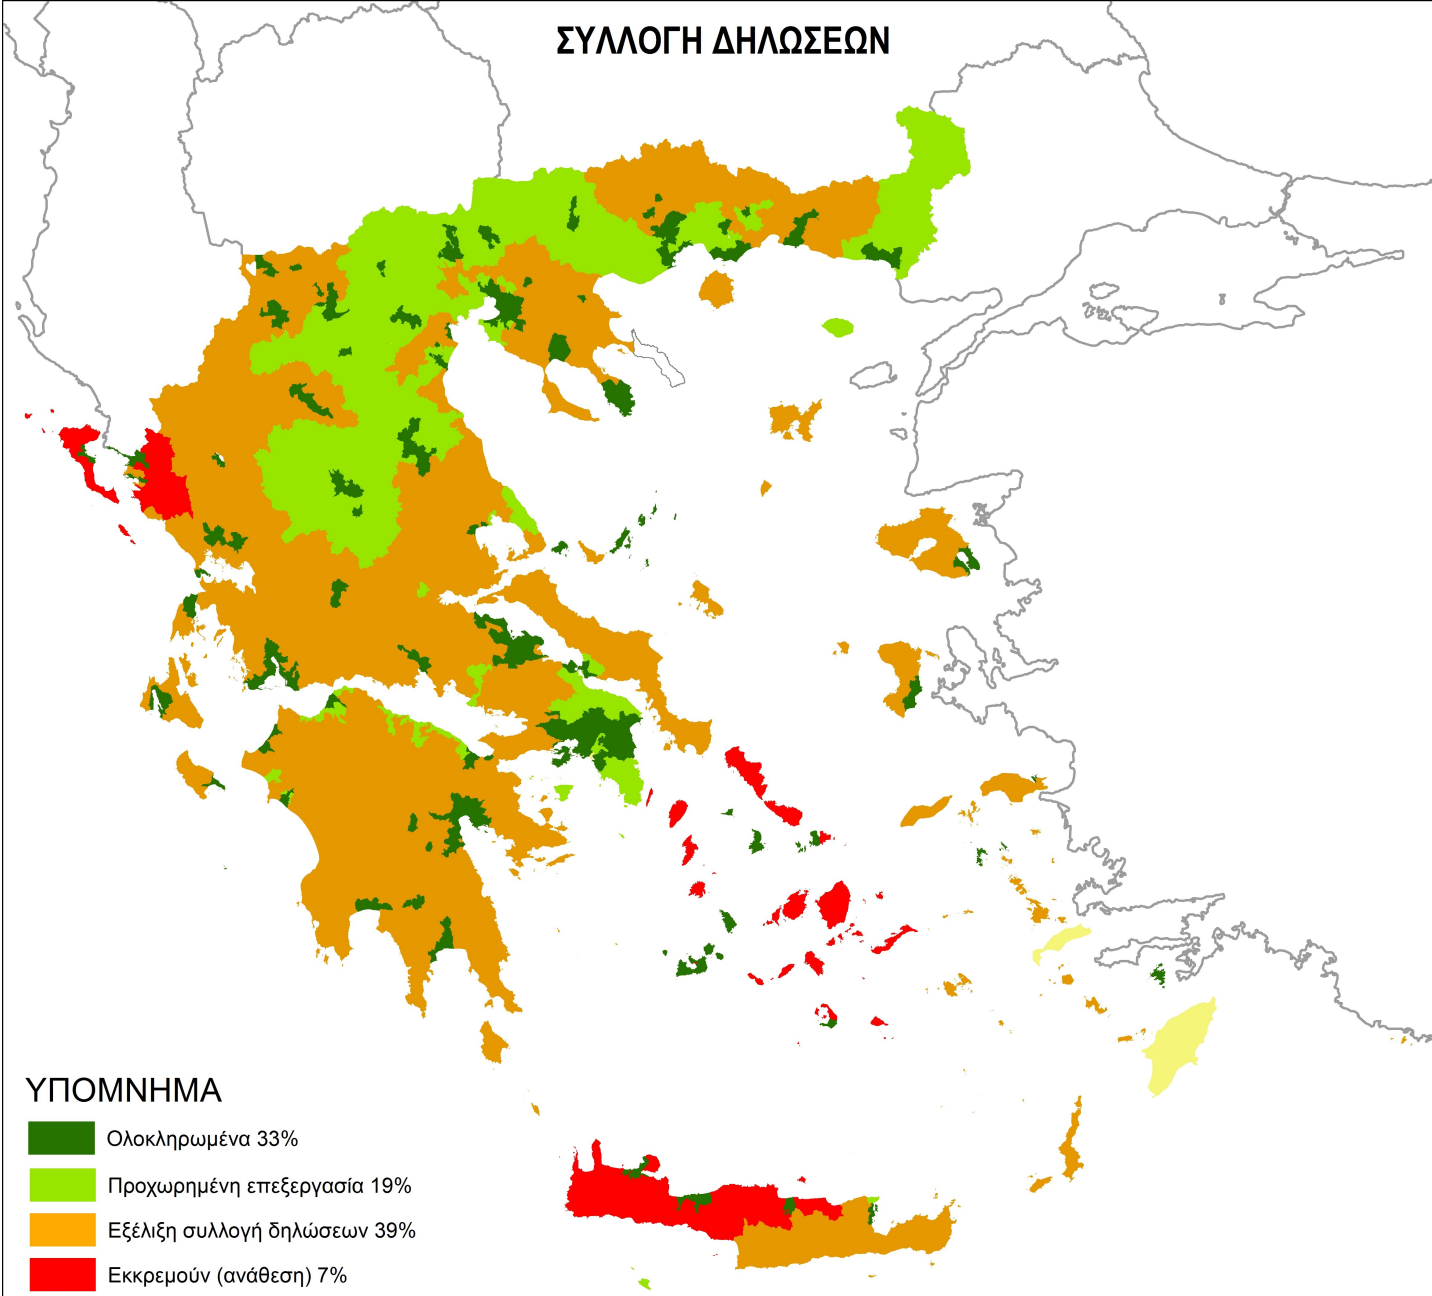 ΣΥΛΛΟΓΗ ΔΗΛΩΣΕΩΝ
ΥΠΟΜΝΗΜΑ
Ολοκληρωμένα 33%
Προχωρημένη επεξεργασία 19%
Εξέλιξη συλλογή δηλώσεων 39%
Εκκρεμούν (ανάθεση) 7%